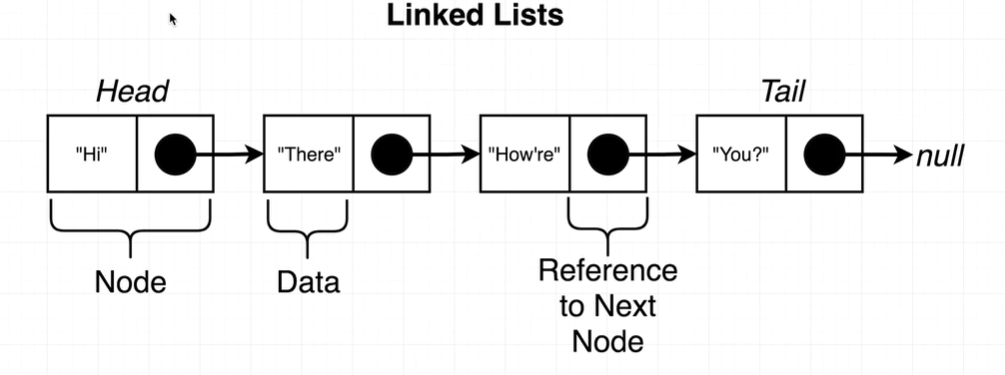 Linked Lists
Head
Tail
"Hi"
"There"
"How're"
"You?"
null
Node
Data
Reference
to Next
Node